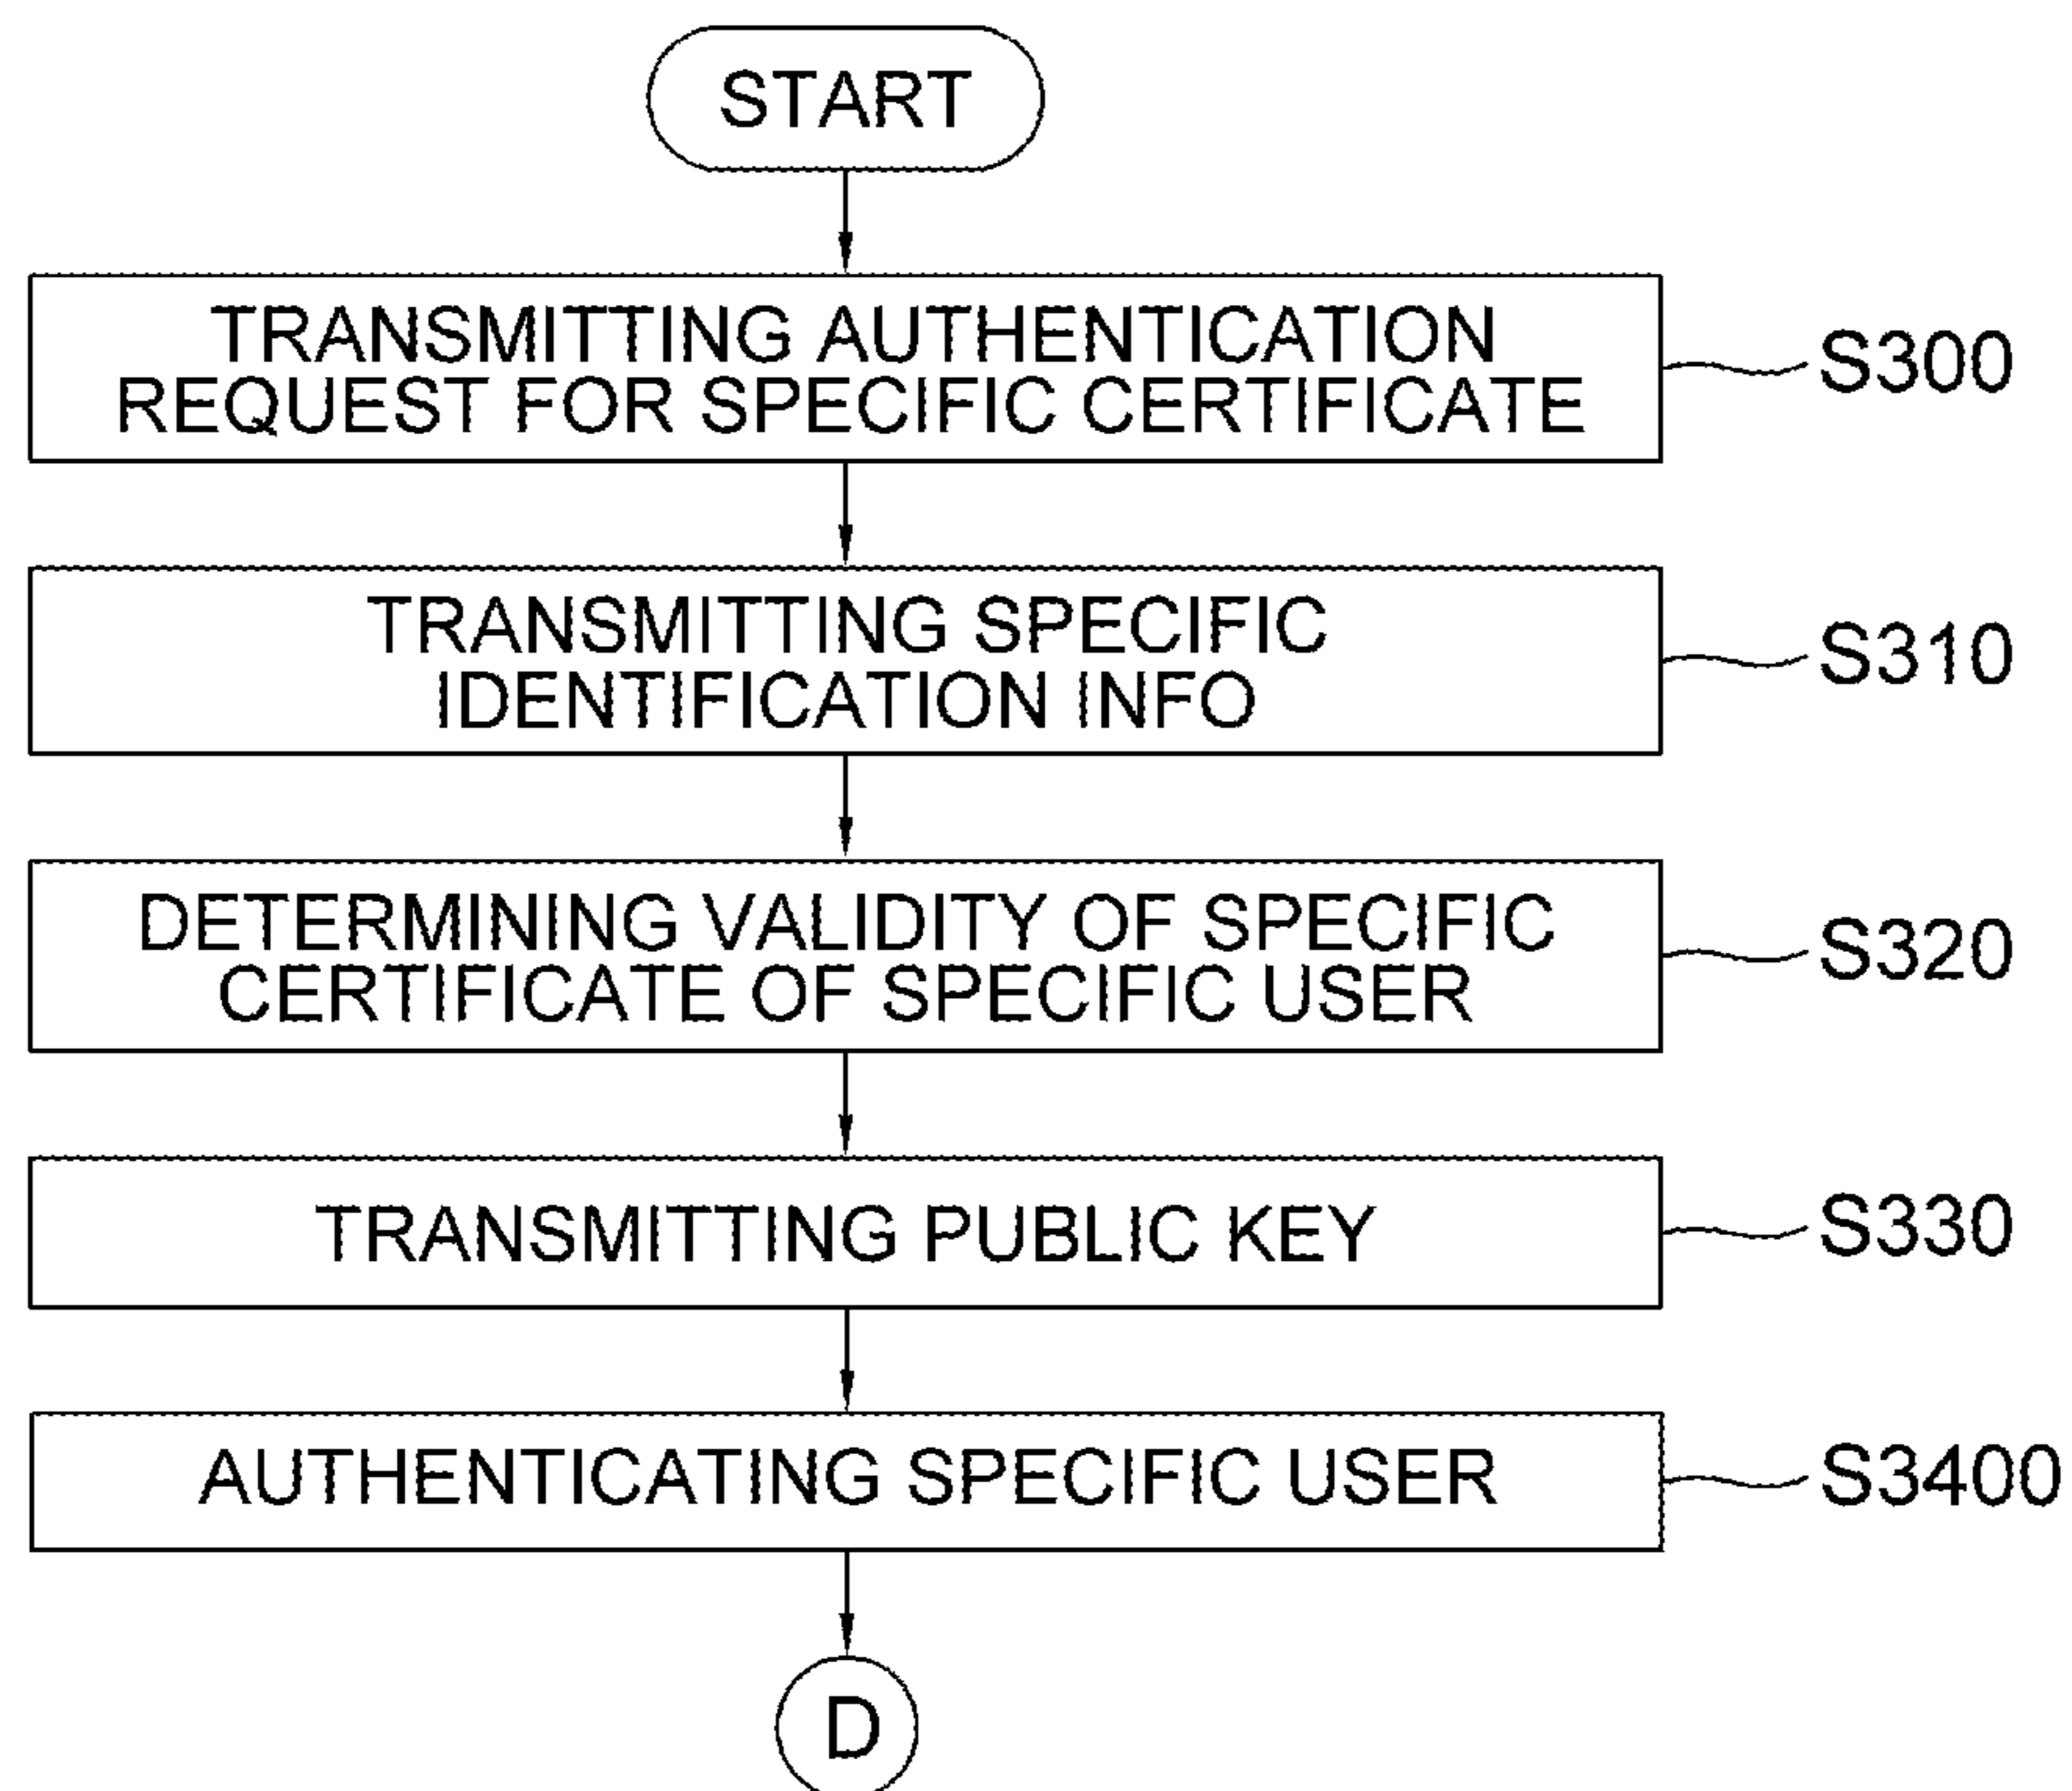 START
TRANSMITTING AUTHENTICATION
REQUEST FOR SPECIFIC CERTIFICATE
S300
TRANSMITTING SPECIFIC
IDENTIFICATION INFO
S310
DETERMINING VALIDITY OF SPECIFIC
CERTIFICATE OF SPECIFIC USER
S320
TRANSMITTING PUBLIC KEY
S330
AUTHENTICATING SPECIFIC USER
S3400
D